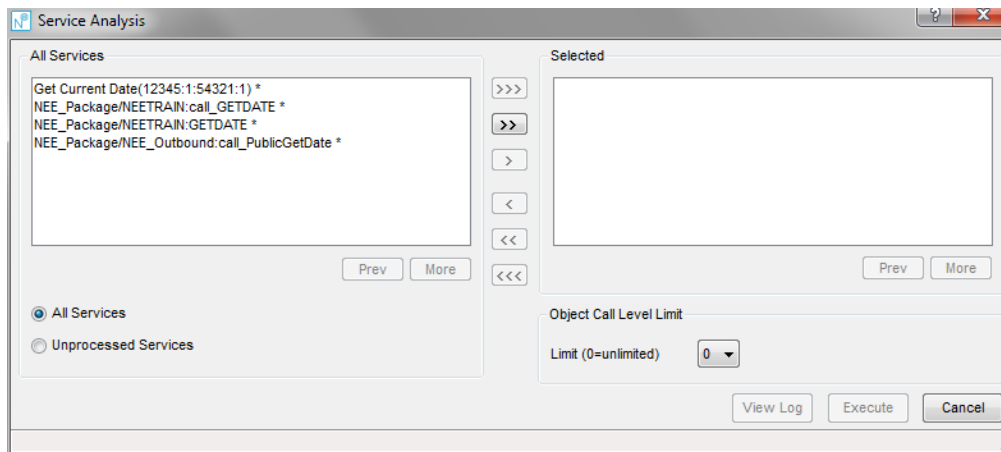 N
Service Analysis
?
X
All Services
Selected
Get Current Date(12345:1:54321:1) *
NEE_Package/NEETRAIN:call_GETDATE *
NEE_Package/NEETRAIN:GETDATE *
NEE_Package/NEE_Outbound:call_PublicGetDate *
>>>
>>
>
<
<<
<<<
Prev
More
Prev
More
All Services
Unprocessed Services
Object Call Level Limit
Limit (0=unlimited)
0
View Log
Execute
Cancel